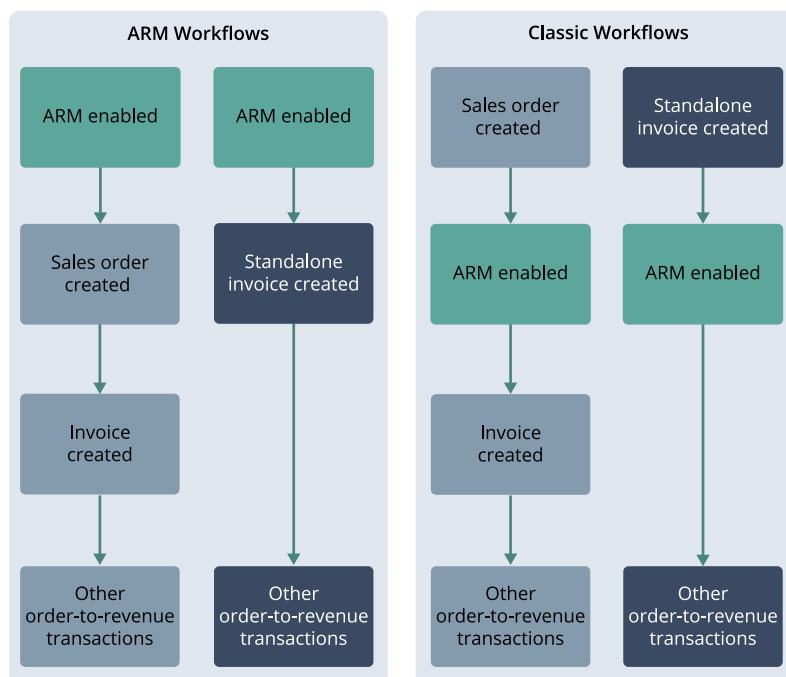 ARM Workflows
ARM enabled
ARM enabled
Sales order
created
Standalone
invoice created
Invoice
created
Other
order-to-revenue
transactions
Other
order-to-revenue
transactions
Classic Workflows
Sales order
created
Standalone
invoice created
ARM enabled
ARM enabled
Invoice
created
Other
order-to-revenue
transactions
Other
order-to-revenue
transactions